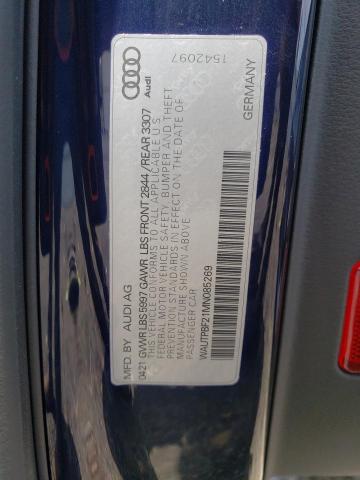 Audi
1542097
MFD. BY AUDI AG GERMANY
0421 GVWR LBS 5997 GAWR LBS FRONT 2844 / REAR 3307
THIS VEHICLE CONFORMS TO ALL APPLICABLE U S
FEDERAL MOTOR VEHICLE SAFETY, BUMPER AND THEFT
PREVENTION STANDARDS IN EFFECT ON THE DATE OF
MANUFACTURE SHOWN ABOVE.
PASSENGER CAR
WAUTPBF21MN085269